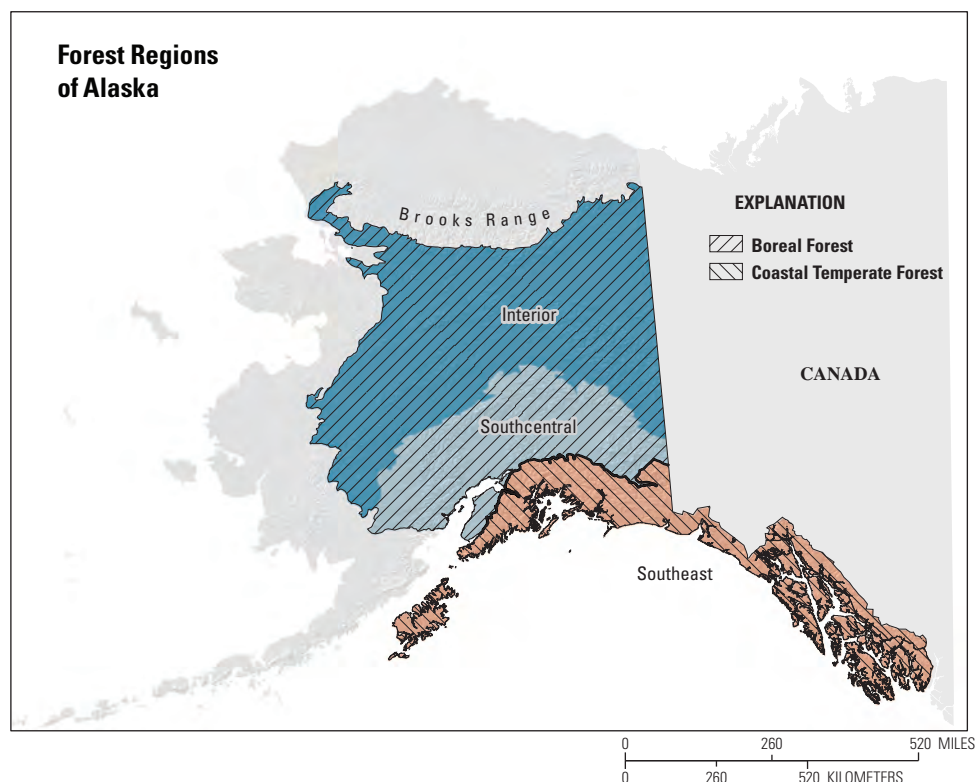 Forest Regions
of Alaska
Brooks Range
EXPLANATION
Boreal Forest
Coastal Temperate Forest
Interior
CANADA
Southcentral
Southeast
0 260 520 MILES
0 260 520 KILOMETERS